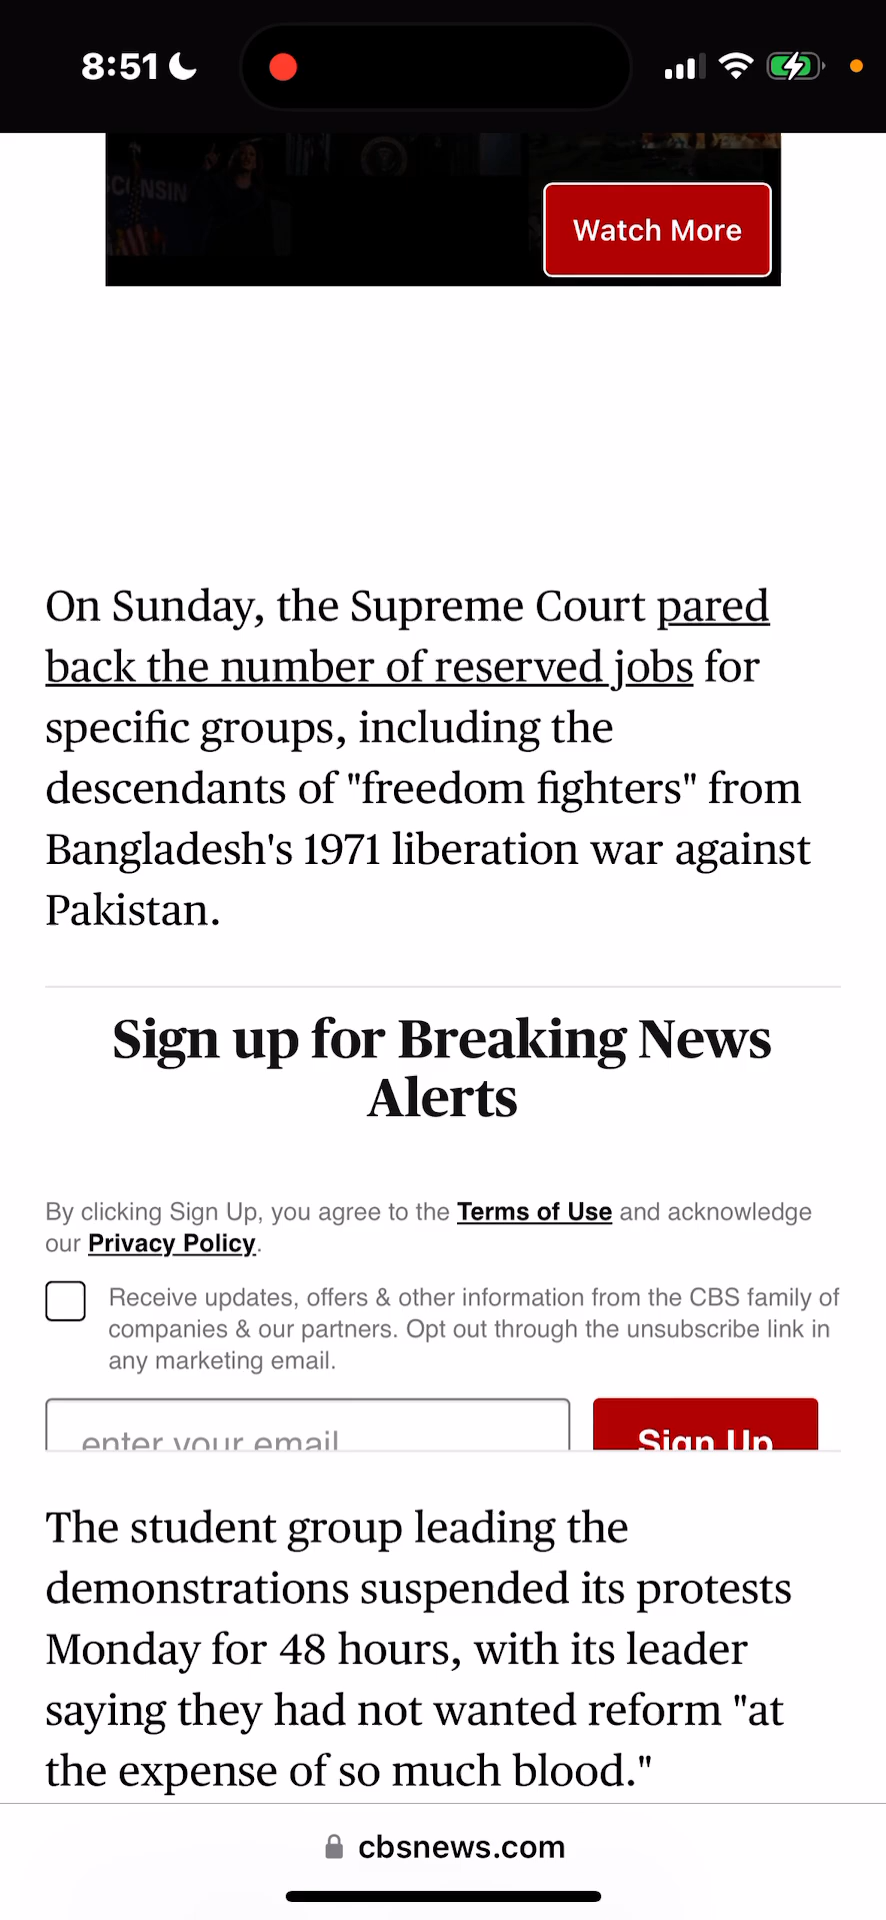 8:51
CONSIN
Watch More
On Sunday, the Supreme Court pared
back the number of reserved jobs for
specific groups, including the
descendants of "freedom fighters" from
Bangladesh's 1971 liberation war against
Pakistan.
Sign up for Breaking News
Alerts
By clicking Sign Up, you agree to the Terms of Use and acknowledge
our Privacy Policy.
Receive updates, offers & other information from the CBS family of
companies & our partners. Opt out through the unsubscribe link in
any marketing email.
enter your email
Sign Up
The student group leading the
demonstrations suspended its protests
Monday for 48 hours, with its leader
saying they had not wanted reform "at
the expense of so much blood."
cbsnews.com